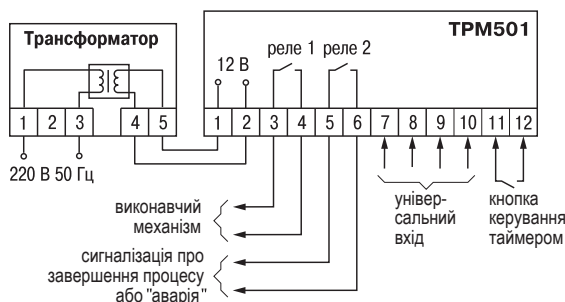 Трансформатор
ТРМ501
реле 1 реле 2
12 В
1 2 3 4 5
1 2 3 4 5 6 7 8 9 10 11 12
220 В 50 Гц
виконавчий
механізм
сигналізація про
завершення процесу
або "аварія"
універ-
сальний
вхід
кнопка
керування
таймером